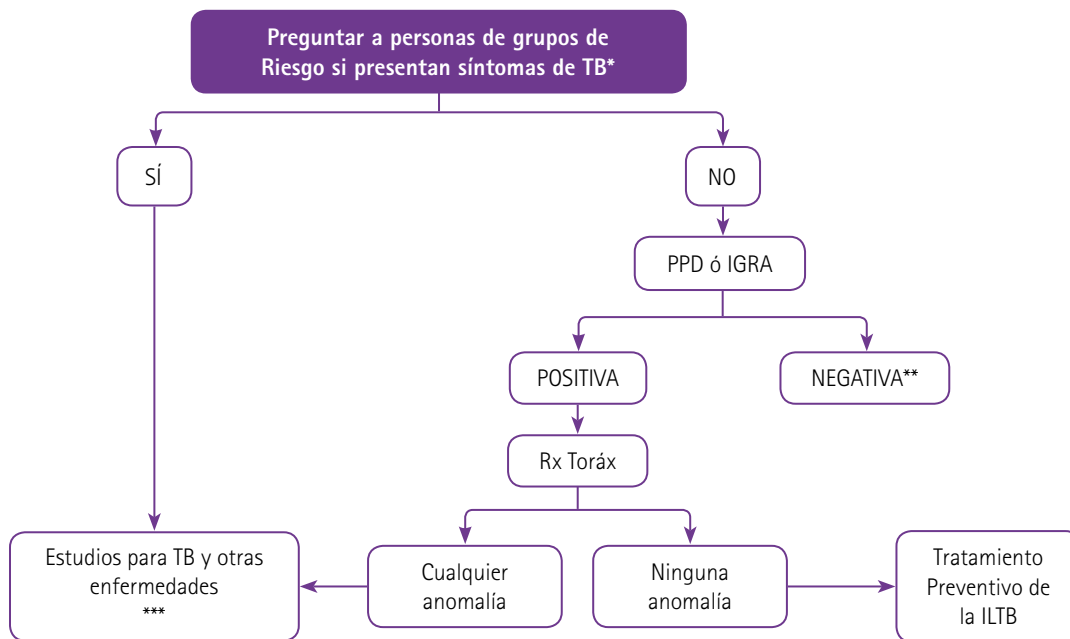 Preguntar a personas de grupos de
Riesgo si presentan síntomas de TB*
SÍ
NO
PPD ó IGRA
POSITIVA
NEGATIVA**
Rx Toráx
Estudios para TB y otras
enfermedades
***
Cualquier
anomalía
Ninguna
anomalía
Tratamiento
Preventivo de
la ILTB